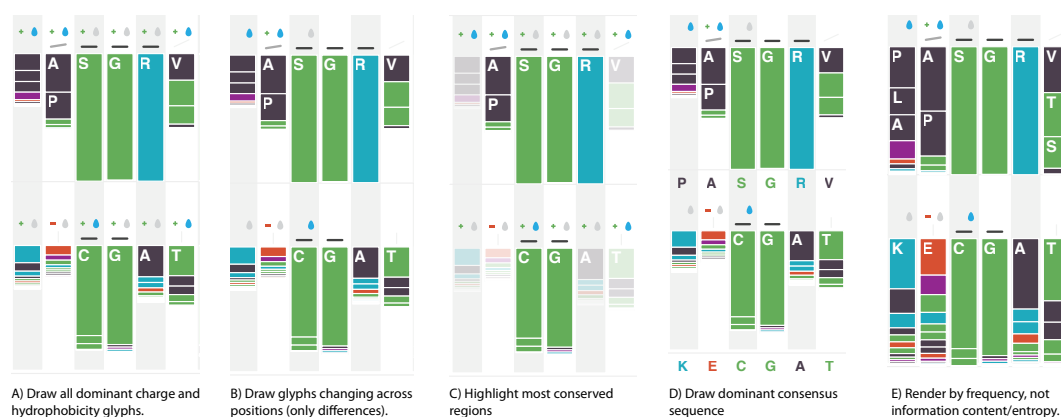 A S G R V
P
C G A T
A S G R V
P
C G A T
A S G R V
P
C G A T
A S G R V
P
P A S G R V
C G A T
K E C G A T
P A S G R V
L P T
A S
K E C G A T
A) Draw all dominant charge and
hydrophobicity glyphs.
B) Draw glyphs changing across
positions (only differences).
C) Highlight most conserved
regions
D) Draw dominant consensus
sequence
E) Render by frequency, not
information content/entropy.